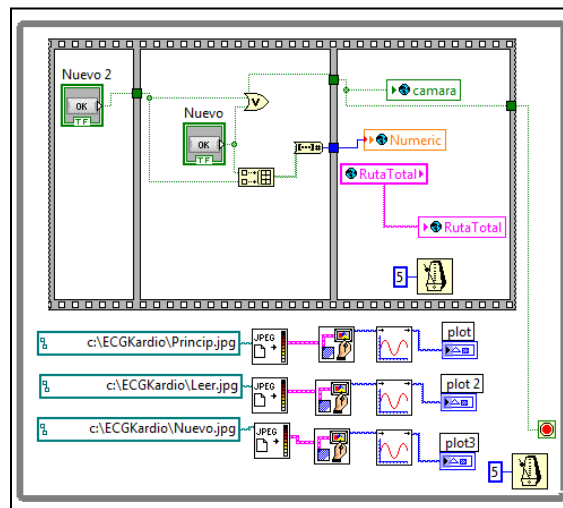 Nuevo 2
OK
TF
Nuevo
OK
TF
V
camara
Numeric
RutaTotal
RutaTotal
5
c:\ECGKardio\Princip.jpg
JPEG
plot
c:\ECGKardio\Leer.jpg
JPEG
plot 2
c:\ECGKardio\Nuevo.jpg
JPEG
plot3
5